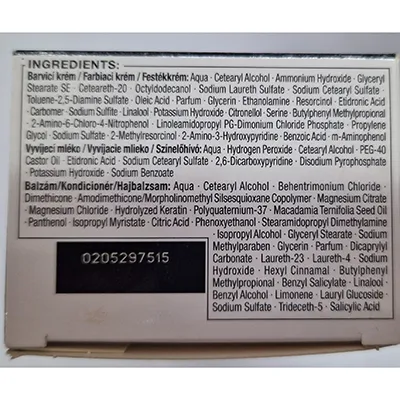 INGREDIENTS:
Barvicí krém / Farbiaci krém / Festékkrém: Aqua - Cetearyl Alcohol - Ammonium Hydroxide - Glyceryl
Stearate SE - Ceteareth-20 - Octyldodecanol - Sodium Laureth Sulfate - Sodium Cetearyl Sulfate -
Toluene-2,5-Diamine Sulfate - Oleic Acid - Parfum - Glycerin - Ethanolamine - Resorcinol - Etidronic Acid
- Carbomer - Sodium Sulfite - Linalool - Potassium Hydroxide - Citronellol - Serine - Butylphenyl Methylpropional
- 2-Amino-6-Chloro-4-Nitrophenol - Linoleamidopropyl PG-Dimonium Chloride Phosphate - Propylene
Glycol - Sodium Sulfate - 2-Methylresorcinol - 2-Amino-3-Hydroxypyridine - Benzoic Acid - m-Aminophenol
Vyvíjecí mléko / Vyvíjacie mlieko / Színelőhívó: Aqua - Hydrogen Peroxide - Cetearyl Alcohol - PEG-40
Castor Oil - Etidronic Acid - Sodium Cetearyl Sulfate - 2,6-Dicarboxypyridine - Disodium Pyrophosphate
- Potassium Hydroxide - Sodium Benzoate
Balzám/Kondicionér/Hajbalzsam: Aqua - Cetearyl Alcohol - Behentrimonium Chloride -
Dimethicone - Amodimethicone/Morpholinomethyl Silsesquioxane Copolymer - Magnesium Citrate
- Magnesium Chloride - Hydrolyzed Keratin - Polyquaternium-37 - Macadamia Ternifolia Seed Oil
- Panthenol - Isopropyl Myristate - Citric Acid - Phenoxyethanol - Stearamidopropyl Dimethylamine
- Isopropyl Alcohol - Glyceryl Stearate - Sodium
Methylparaben - Glycerin - Parfum - Dicaprylyl
Carbonate - Laureth-23 - Laureth-4 - Sodium
Hydroxide - Hexyl Cinnamal - Butylphenyl
Methylpropional - Benzyl Salicylate - Linalool
- Benzyl Alcohol - Limonene - Lauryl Glucoside
- Sodium Sulfate - Trideceth-5 - Salicylic Acid
0205297515